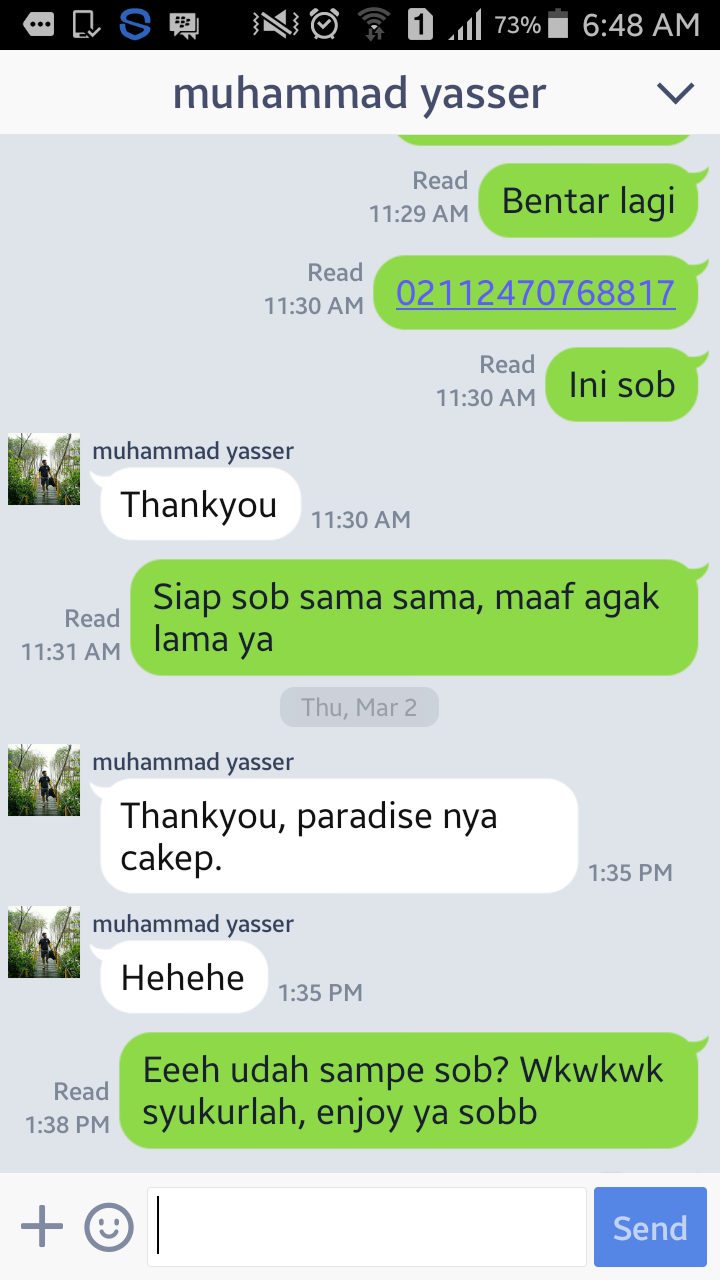 73% 6:48 AM
muhammad yasser
Read
11:29 AM
Bentar lagi
Read
11:30 AM
02112470768817
Read
11:30 AM
Ini sob
muhammad yasser
Thankyou
11:30 AM
Siap sob sama sama, maaf agak
lama ya
Read
11:31 AM
Thu, Mar 2
muhammad yasser
Thankyou, paradise nya
cakep.
1:35 PM
muhammad yasser
Hehehe
1:35 PM
Eeeh udah sampe sob? Wkwkwk
syukurlah, enjoy ya sobb
Read
1:38 PM
Send